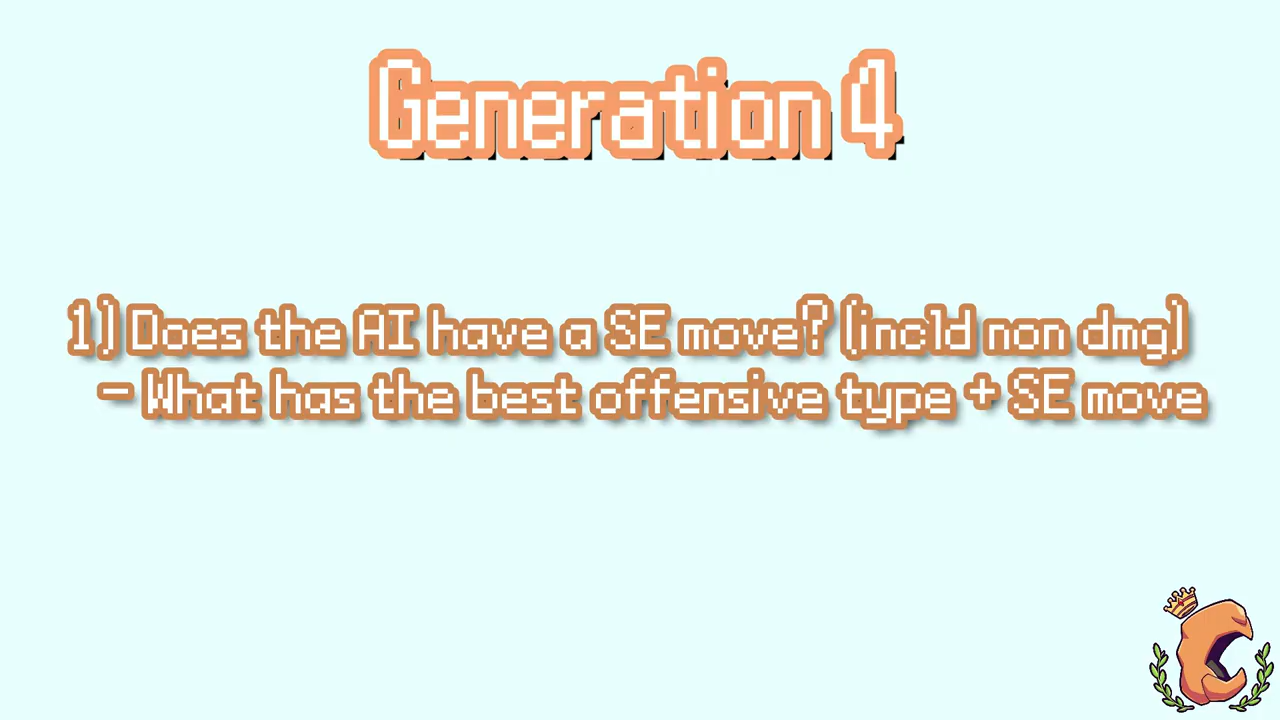 Generation 4
1) Does the AI have a SE move? (incld non dmg)
- What has the best offensive type + SE move